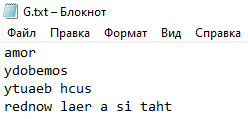 G.txt – Блокнот
Файл Правка Формат Вид Справка
amor
ydobemos
ytuaeb hcus
rednow laer a si taht